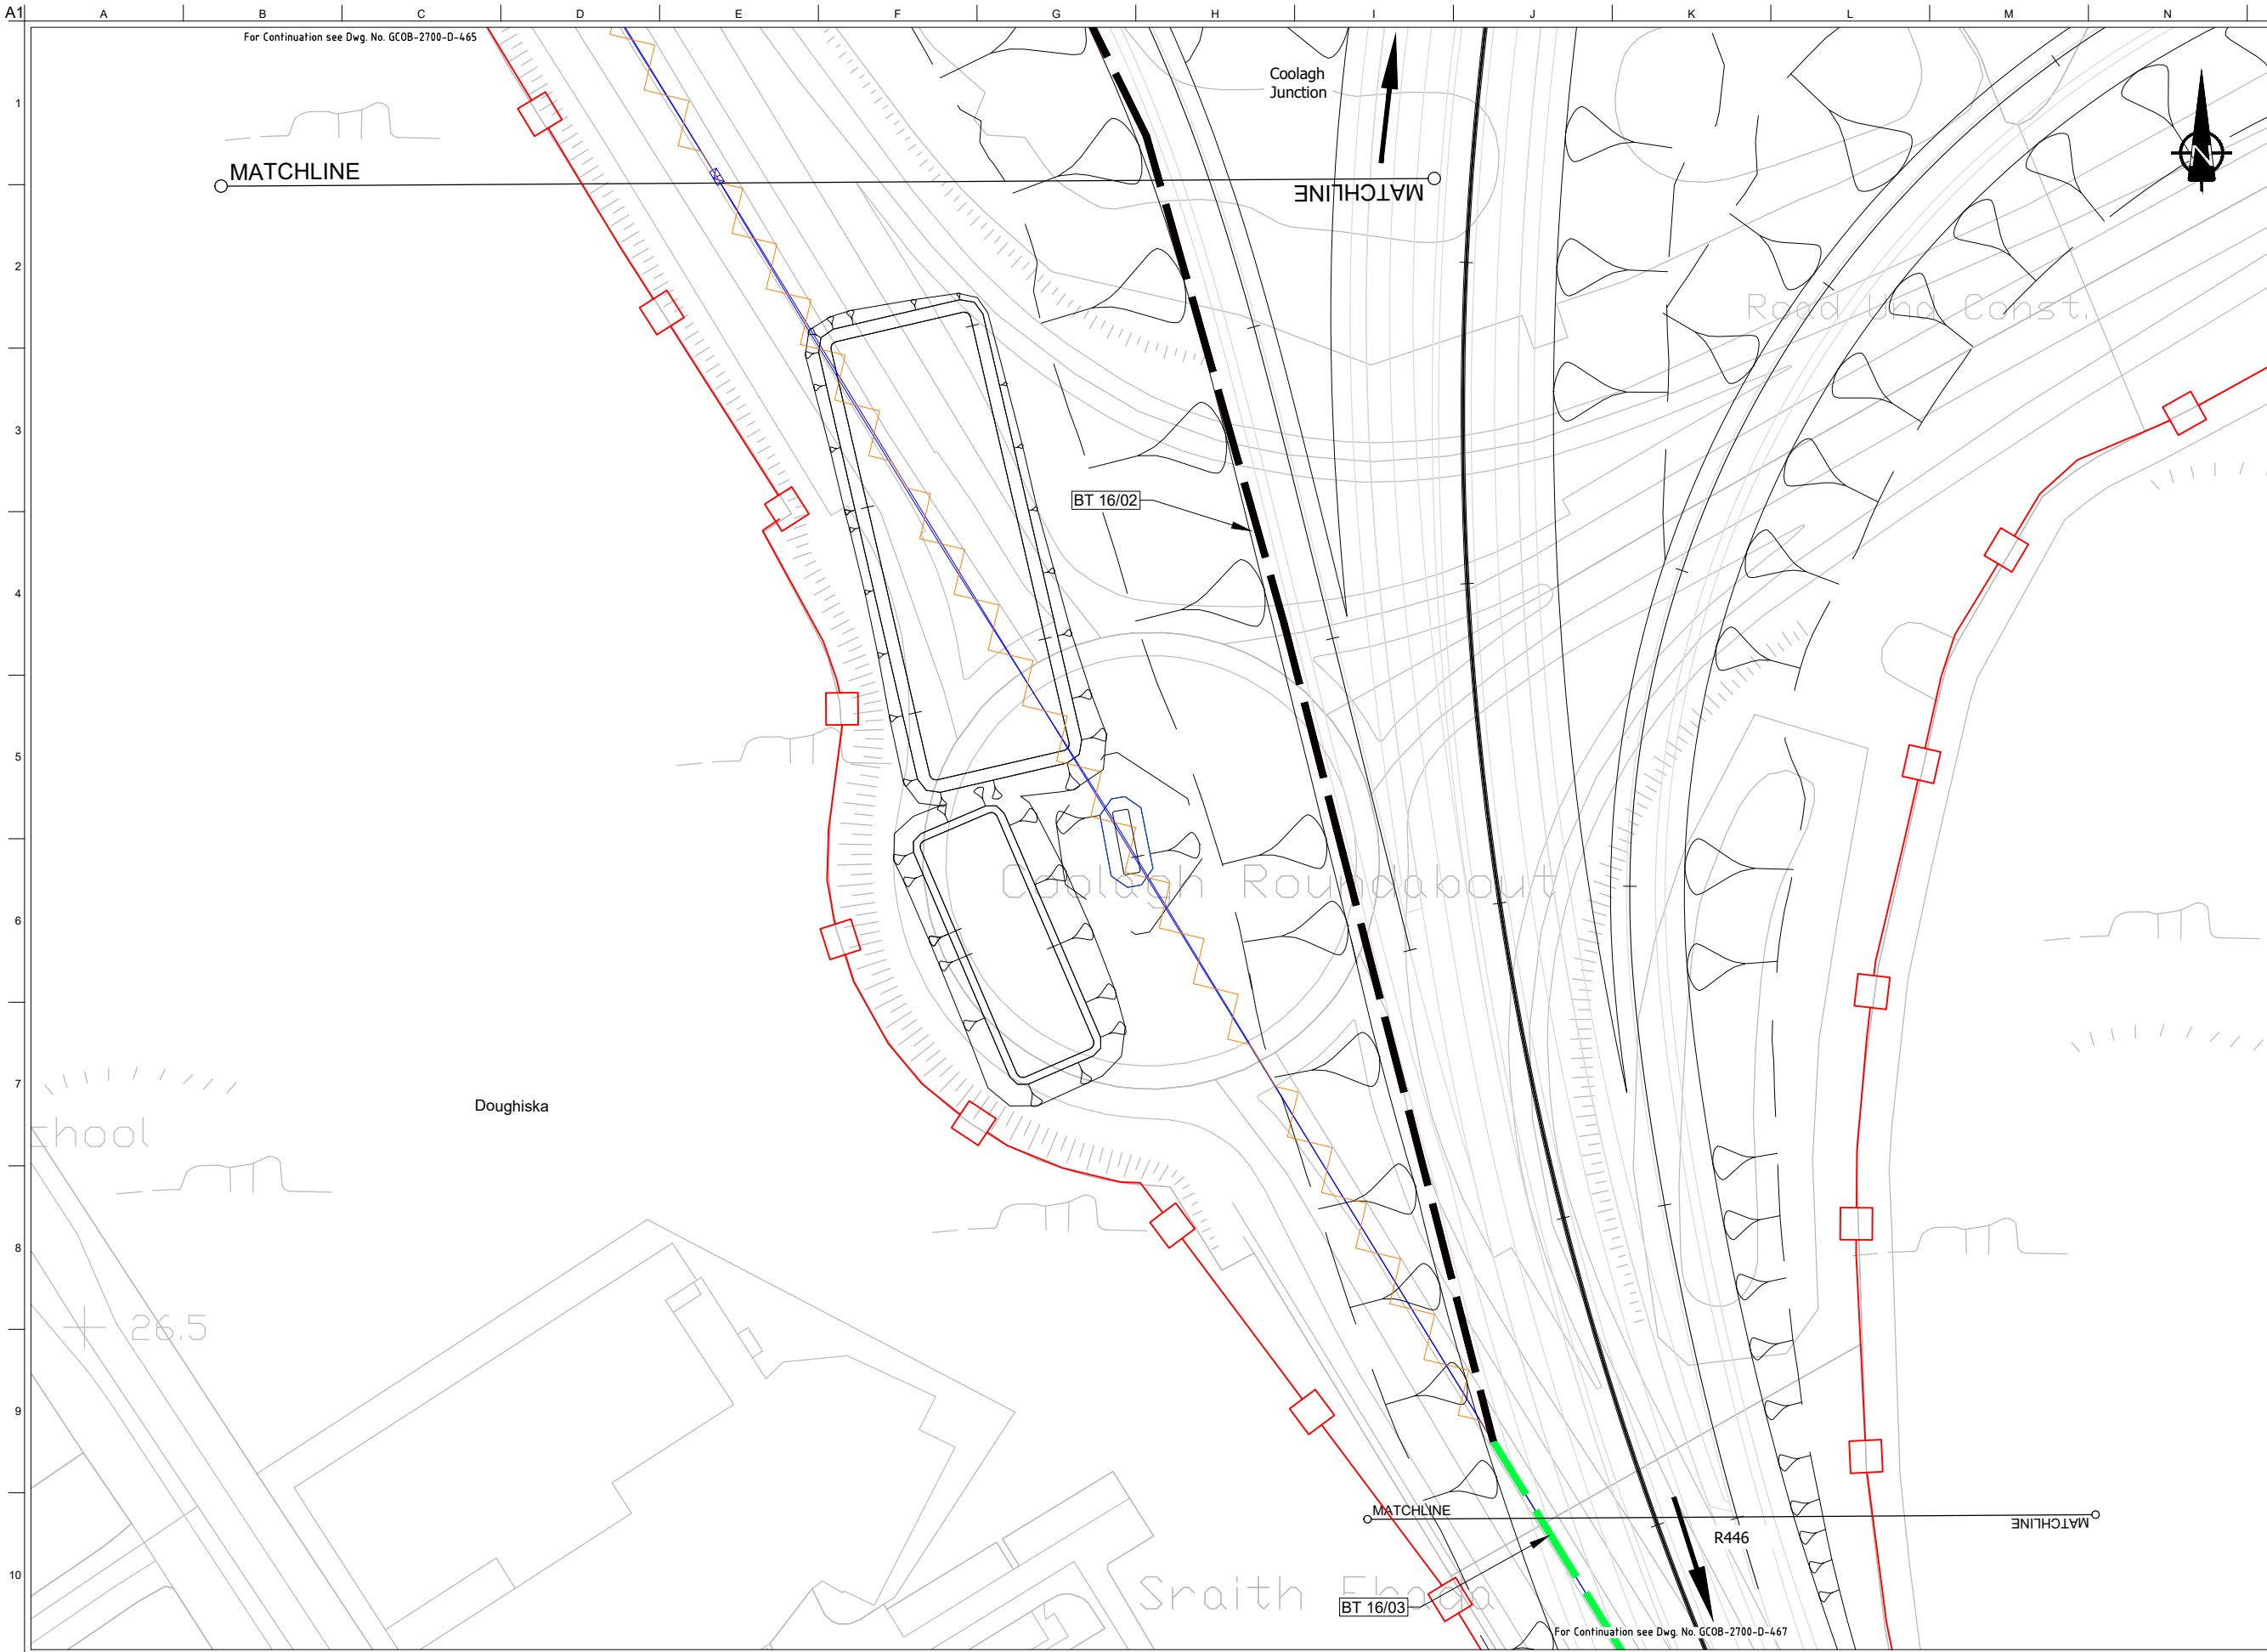 A1
A B C D E F G H I J K L M N
For Continuation see Dwg. No. GCOB-2700-D-465
Coolagh
Junction
1
N
MATCHLINE
MATCHLINE
2
Road Und Const.
3
BT 16/02
4
5
Coolagh Roundabout
6
7
Doughiska
chool
8
26.5
9
MATCHLINE
MATCHLINE
R446
10
Sraith
BT 16/03
For Continuation see Dwg. No. GCOB-2700-D-467